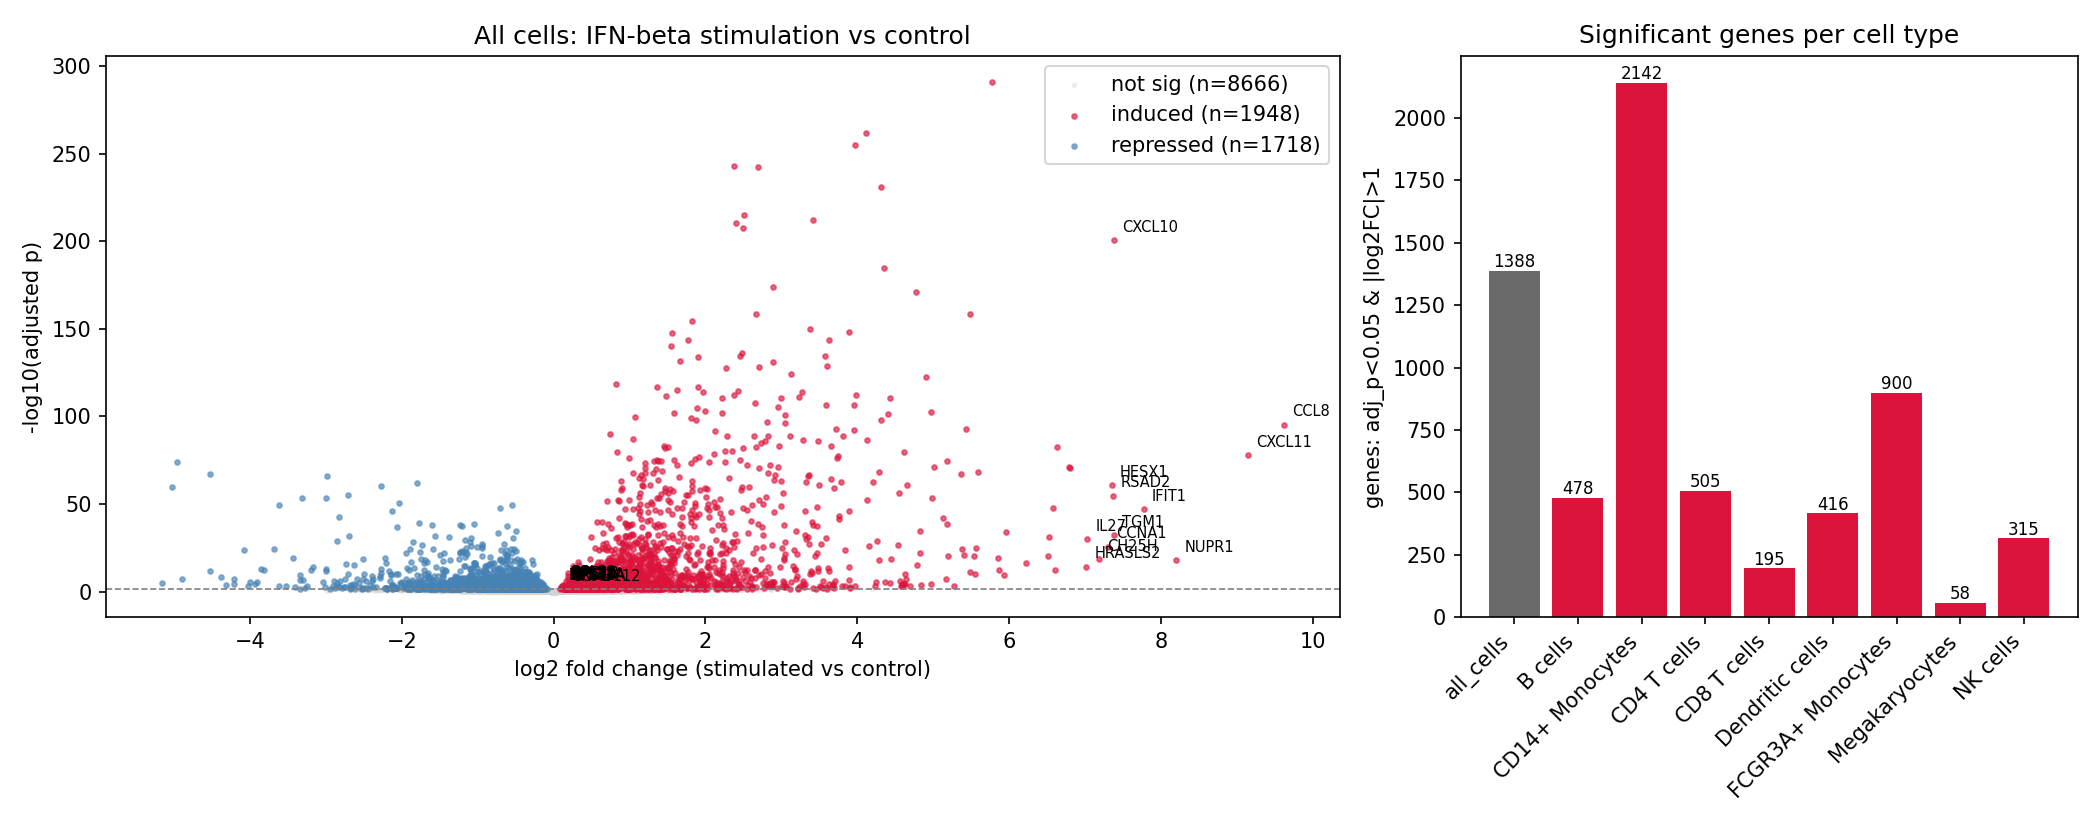 All cells: IFN-beta stimulation vs control
-log10(adjusted p)
300
250
200
150
100
50
0
not sig (n=8666)
induced (n=1948)
repressed (n=1718)
CXCL10
CCL8
CXCL11
HESX1
RSAD2
IFIT1
TGM1
IL27
CCNA1
CH25H
NUPR1
HRASLS2
−4
−2
0
2
4
6
8
10
log2 fold change (stimulated vs control)
Significant genes per cell type
genes: adj_p<0.05 & |log2FC|>1
2000
1750
1500
1250
1000
750
500
250
0
1388
478
2142
505
195
416
900
58
315
all_cells
B cells
CD14+ Monocytes
CD4 T cells
CD8 T cells
Dendritic cells
FCGR3A+ Monocytes
Megakaryocytes
NK cells